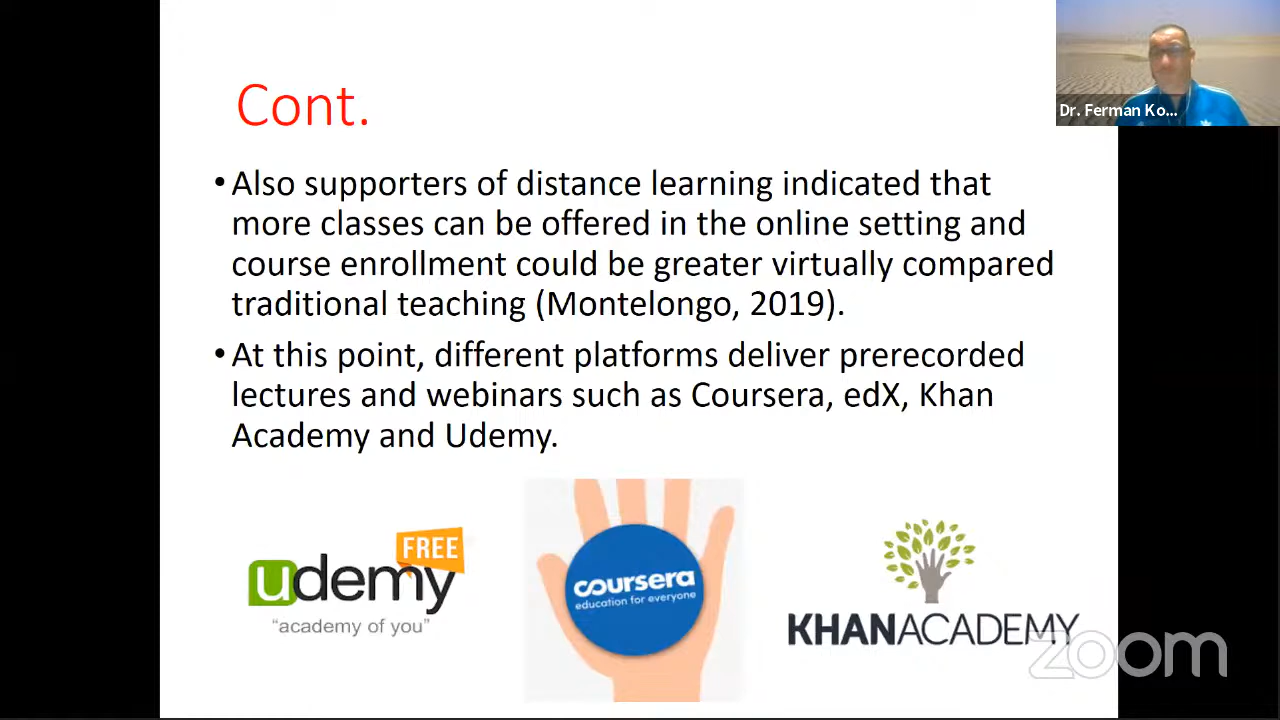 Cont.
Dr. Ferman Ko...
• Also supporters of distance learning indicated that
more classes can be offered in the online setting and
course enrollment could be greater virtually compared
traditional teaching (Montelongo, 2019).
• At this point, different platforms deliver prerecorded
lectures and webinars such as Coursera, edX, Khan
Academy and Udemy.
FREE
udemy
"academy of you"
coursera
education for everyone
KHANACADEMY
zoom